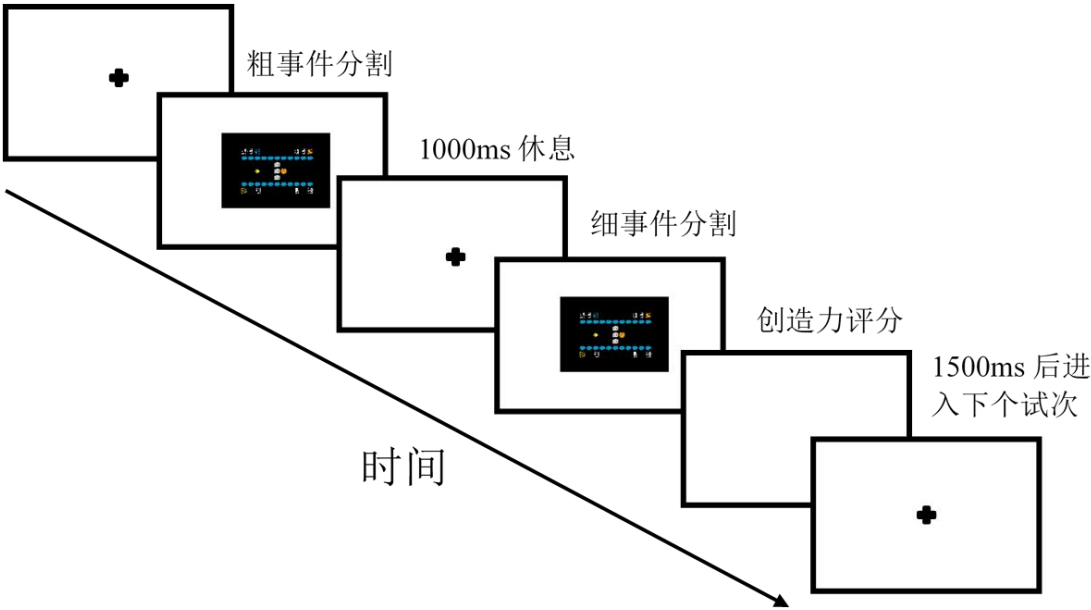 粗事件分割
1000ms 休息
细事件分割
创造力评分
1500ms 后进
入下个试次
时间